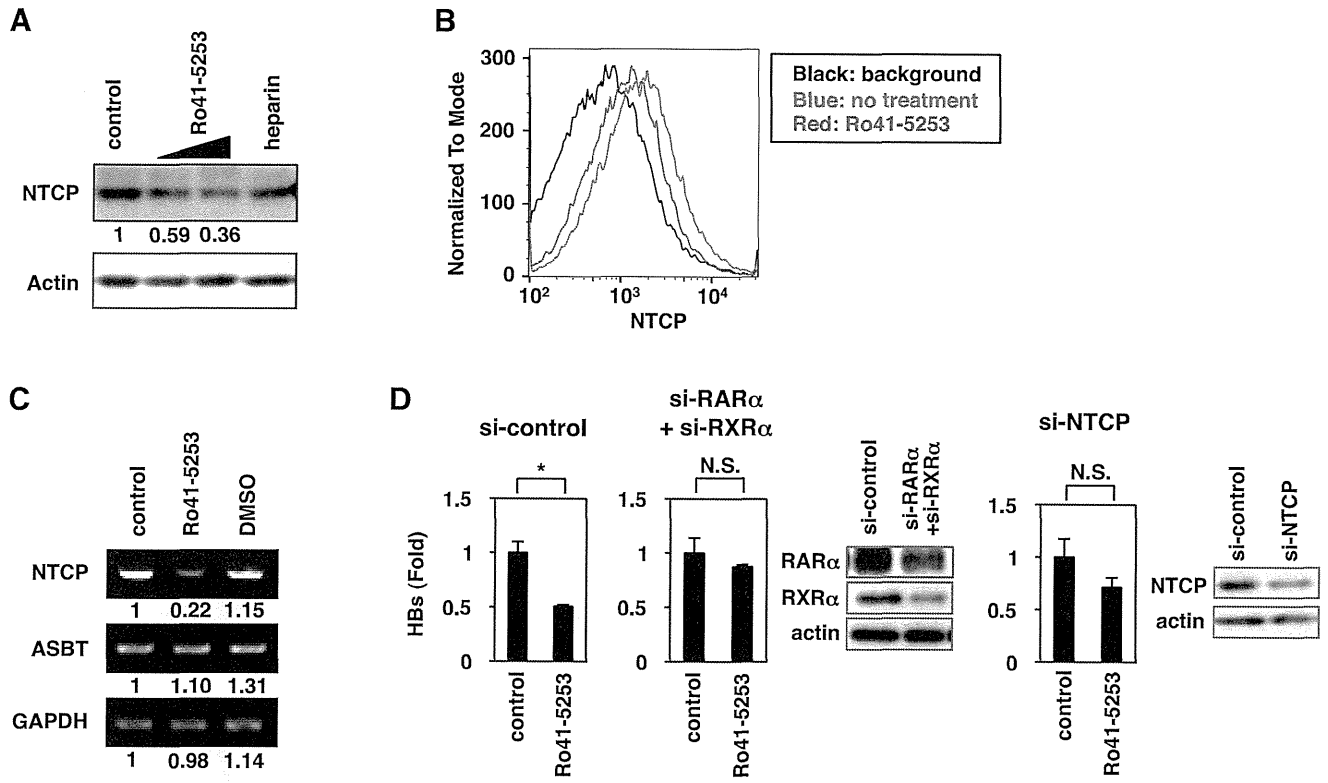 A
control
Ro41-5253
heparin
NTCP
1 0.59 0.36
Actin
B
Normalized To Mode
300
200
100
0
10² 10³ 10⁴
NTCP
Black: background
Blue: no treatment
Red: Ro41-5253
C
control
Ro41-5253
DMSO
NTCP
1 0.22 1.15
ASBT
1 1.10 1.31
GAPDH
1 0.98 1.14
D
si-control
*
HBs (Fold)
1.5
1
0.5
0
control
Ro41-5253
si-RARα
+ si-RXRα
N.S.
1.5
1
0.5
0
control
Ro41-5253
si-control
si-RARα
+si-RXRα
RARα
RXRα
actin
si-NTCP
N.S.
1.5
1
0.5
0
control
Ro41-5253
si-control
si-NTCP
NTCP
actin